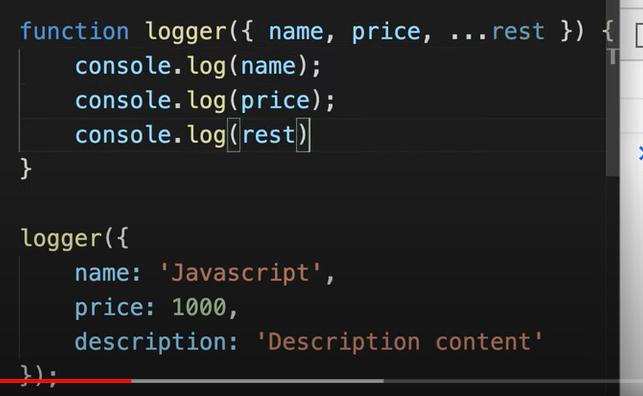 function logger({ name, price, ...rest }) {
    console.log(name);
    console.log(price);
    console.log(rest)
}
logger({
    name: 'Javascript',
    price: 1000,
    description: 'Description content'
});